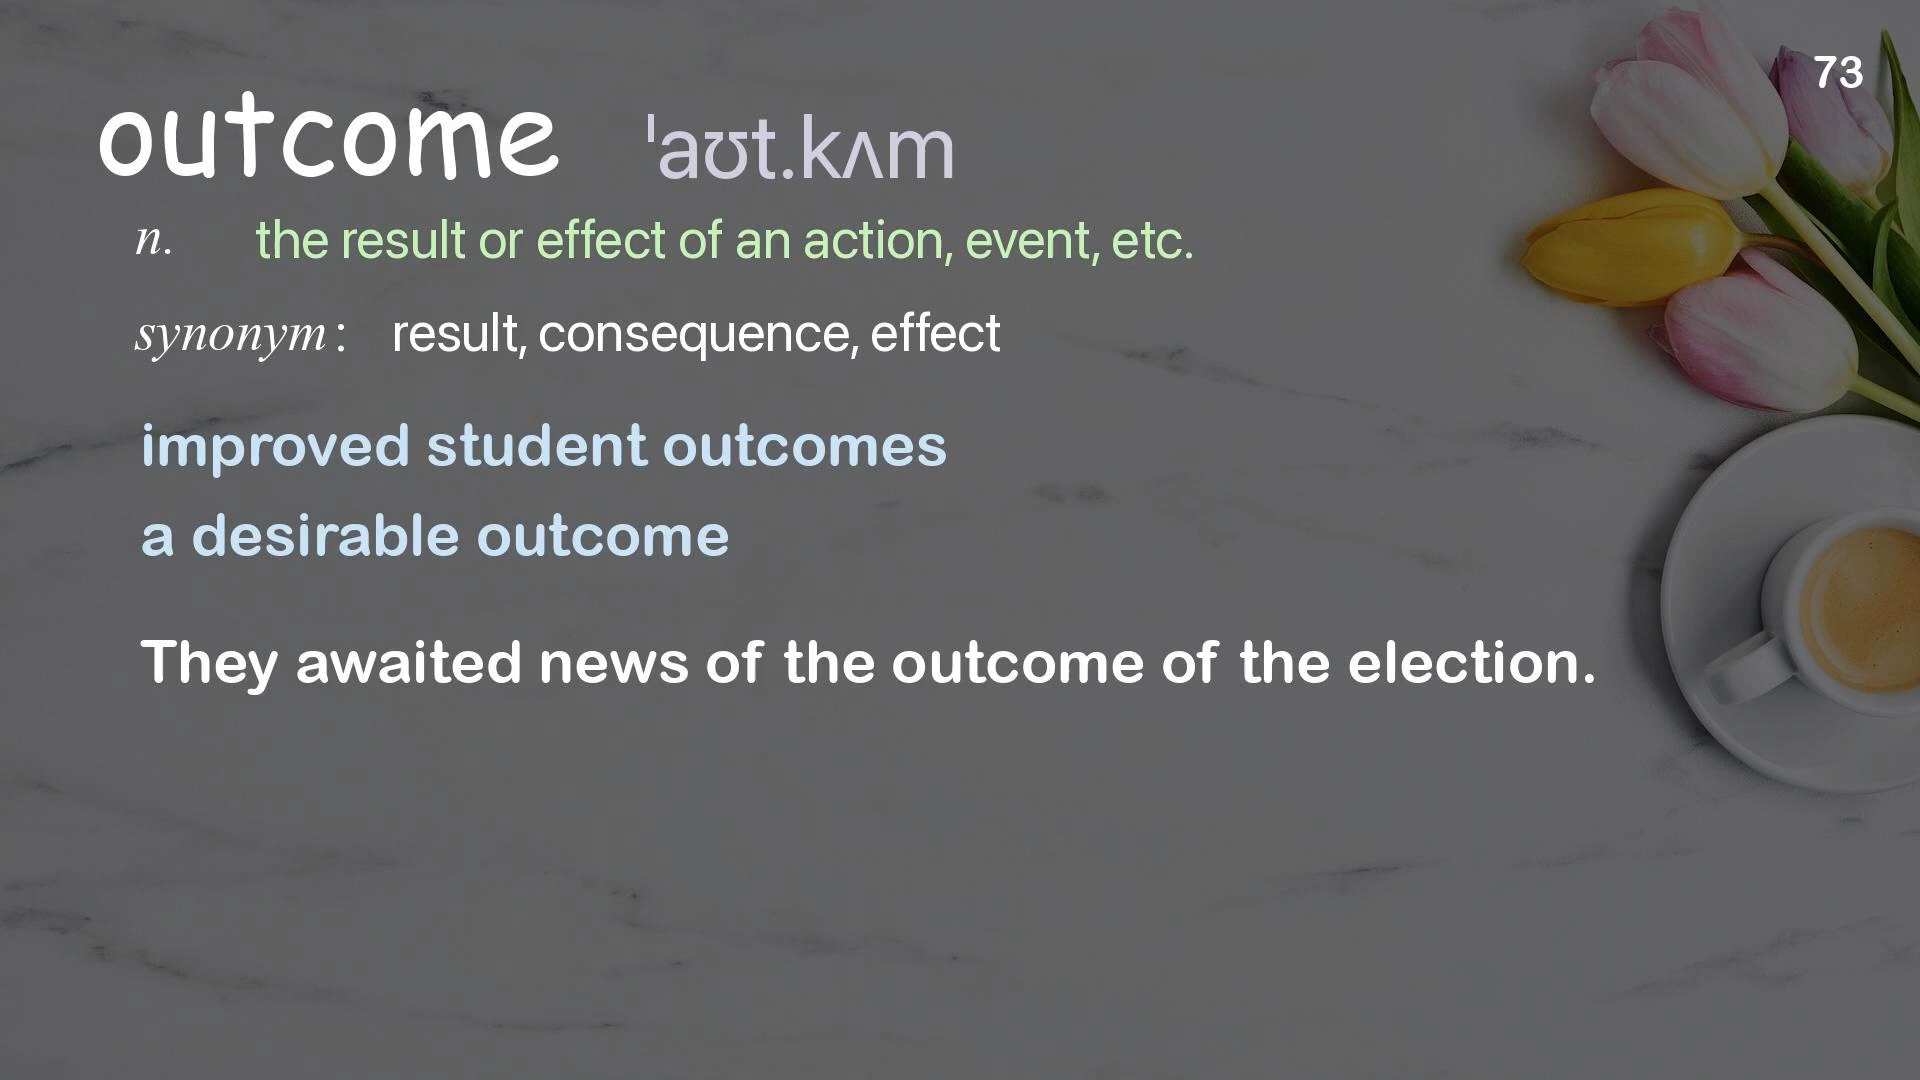 73
outcome ˈaʊt.kʌm
n. the result or effect of an action, event, etc.
synonym: result, consequence, effect
improved student outcomes
a desirable outcome
They awaited news of the outcome of the election.